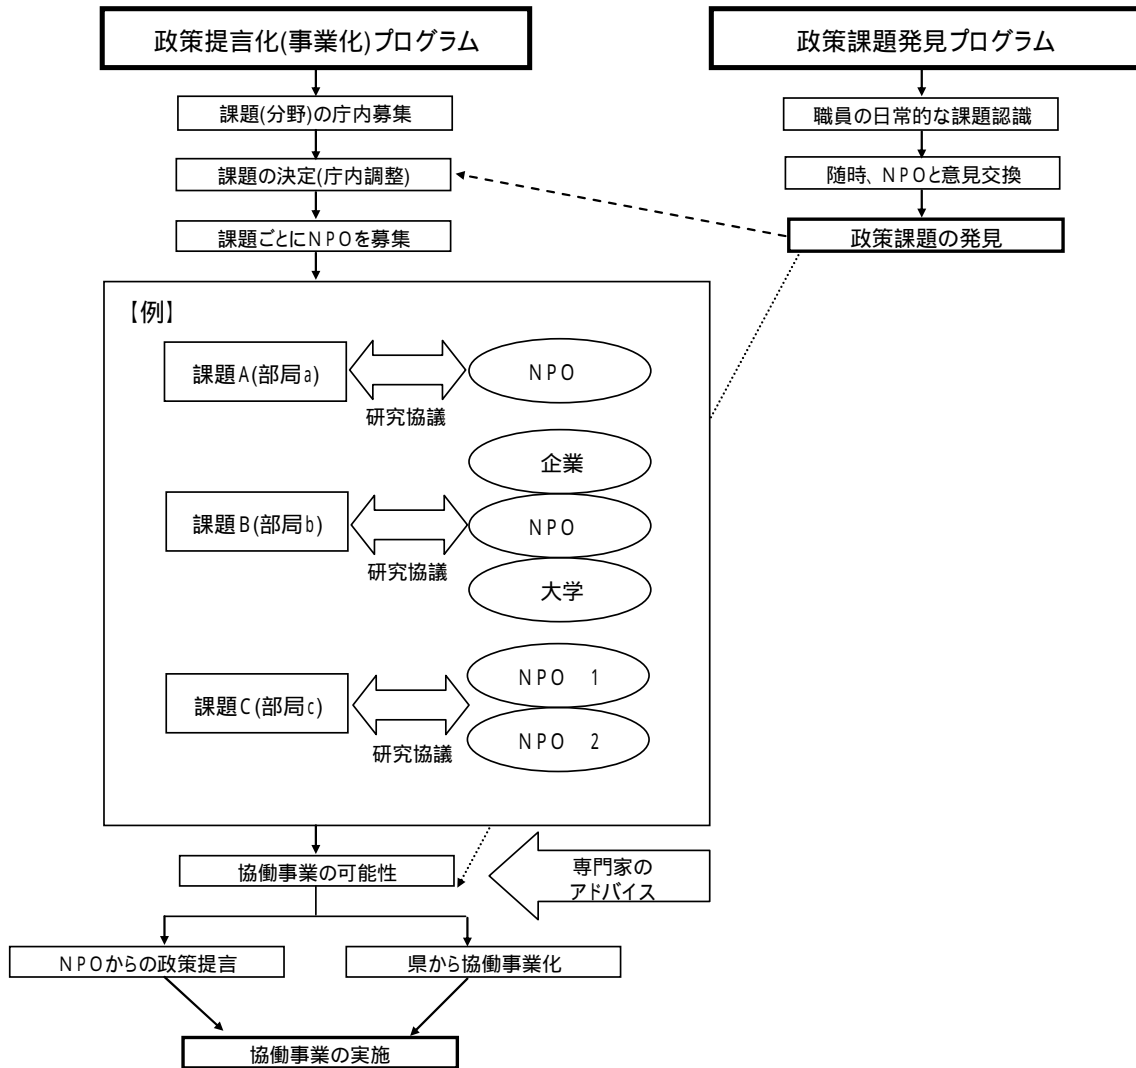 政策提言化(事業化)プログラム
課題(分野)の庁内募集
課題の決定(庁内調整)
課題ごとにNPOを募集
政策課題発見プログラム
職員の日常的な課題認識
随時、NPOと意見交換
政策課題の発見
【例】
課題A(部局a)
研究協議
NPO
企業
課題B(部局b)
研究協議
NPO
大学
課題C(部局c)
研究協議
NPO 1
NPO 2
協働事業の可能性
専門家の
アドバイス
NPOからの政策提言
県から協働事業化
協働事業の実施